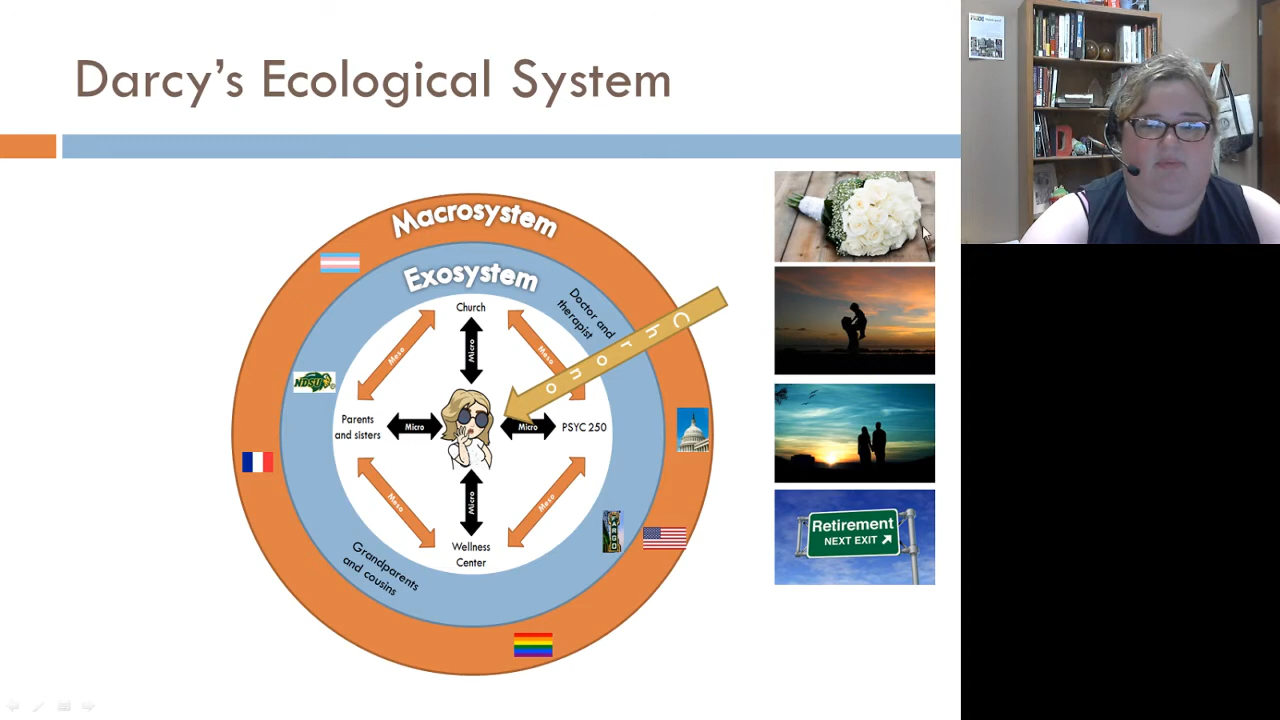 Darcy's Ecological System
Macrosystem
Exosystem
Church
Doctor and
therapist
Chrono
Meso
Micro
Meso
NDSU
Parents
and sisters
Micro
Micro
PSYC 250
Meso
Micro
Meso
FARGO
Wellness
Center
Grandparents
and cousins
Retirement
NEXT EXIT